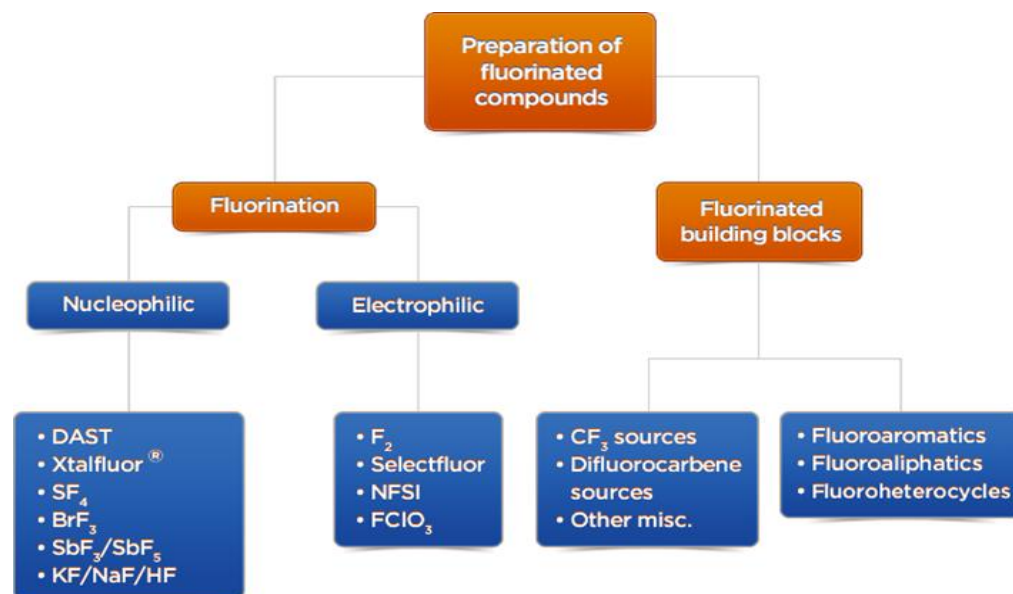 Preparation of
fluorinated
compounds
Fluorination
Fluorinated
building blocks
Nucleophilic
Electrophilic
• DAST
• Xtalfluor ®
• SF₄
• BrF₃
• SbF₃/SbF₅
• KF/NaF/HF
• F₂
• Selectfluor
• NFSI
• FClO₃
• CF₃ sources
• Difluorocarbene
sources
• Other misc.
• Fluoroaromatics
• Fluoroaliphatics
• Fluoroheterocycles